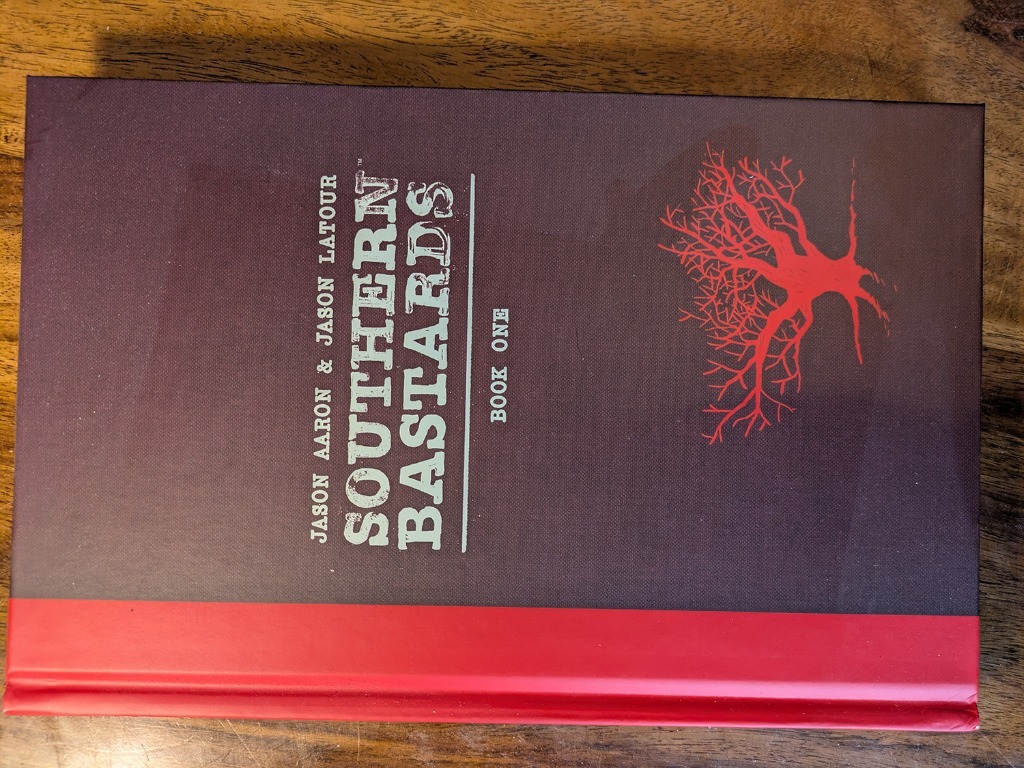 JASON AARON & JASON LATOUR
SOUTHERN™
BASTARDS
BOOK ONE